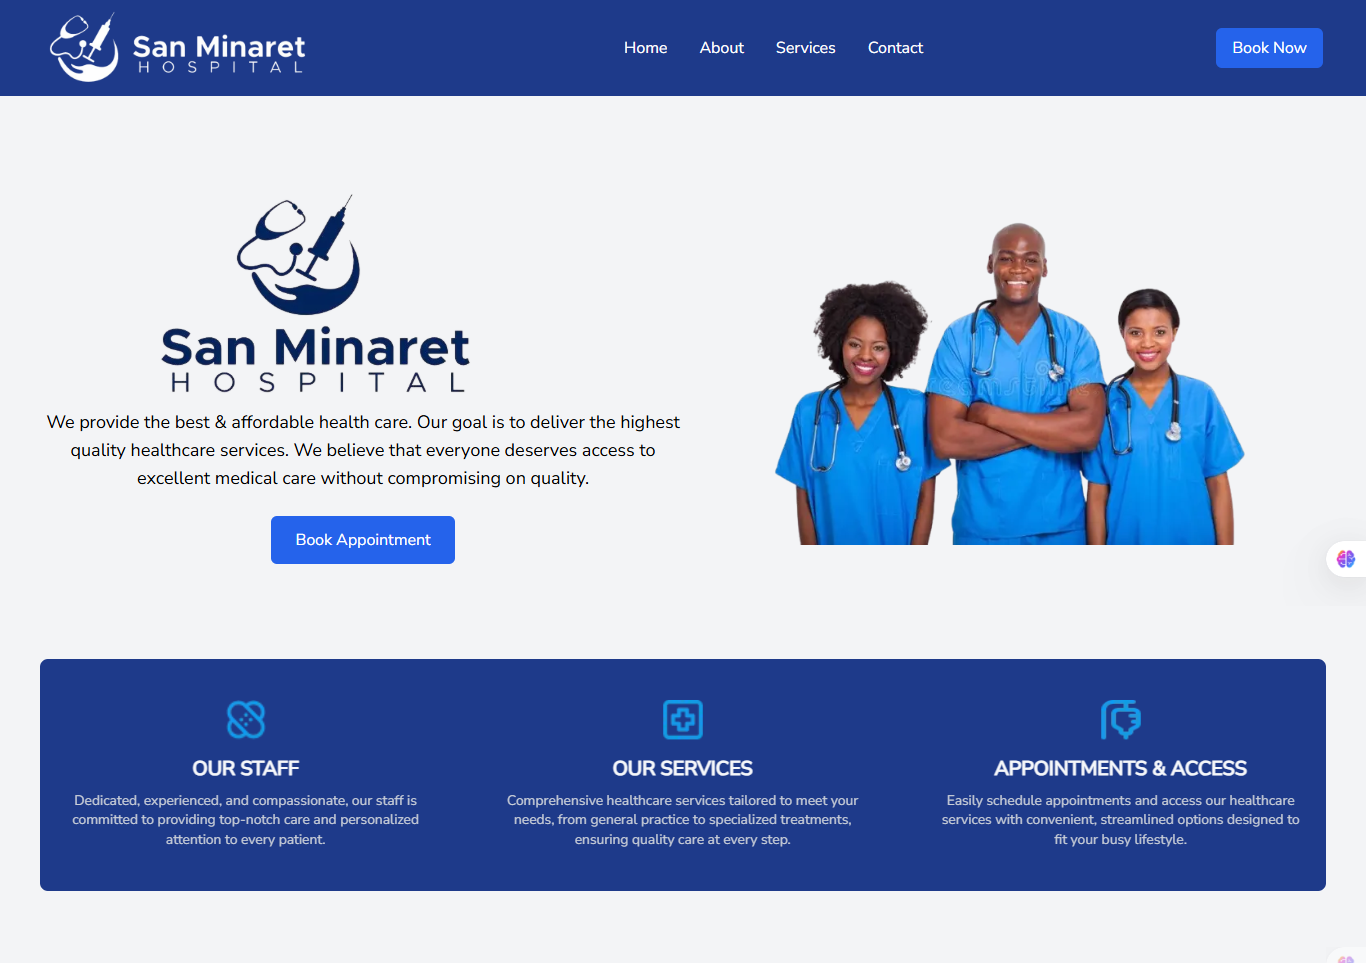 San Minaret
HOSPITAL
Home
About
Services
Contact
Book Now
San Minaret
HOSPITAL
We provide the best & affordable health care. Our goal is to deliver the highest
quality healthcare services. We believe that everyone deserves access to
excellent medical care without compromising on quality.
Book Appointment
OUR STAFF
Dedicated, experienced, and compassionate, our staff is
committed to providing top-notch care and personalized
attention to every patient.
OUR SERVICES
Comprehensive healthcare services tailored to meet your
needs, from general practice to specialized treatments,
ensuring quality care at every step.
APPOINTMENTS & ACCESS
Easily schedule appointments and access our healthcare
services with convenient, streamlined options designed to
fit your busy lifestyle.